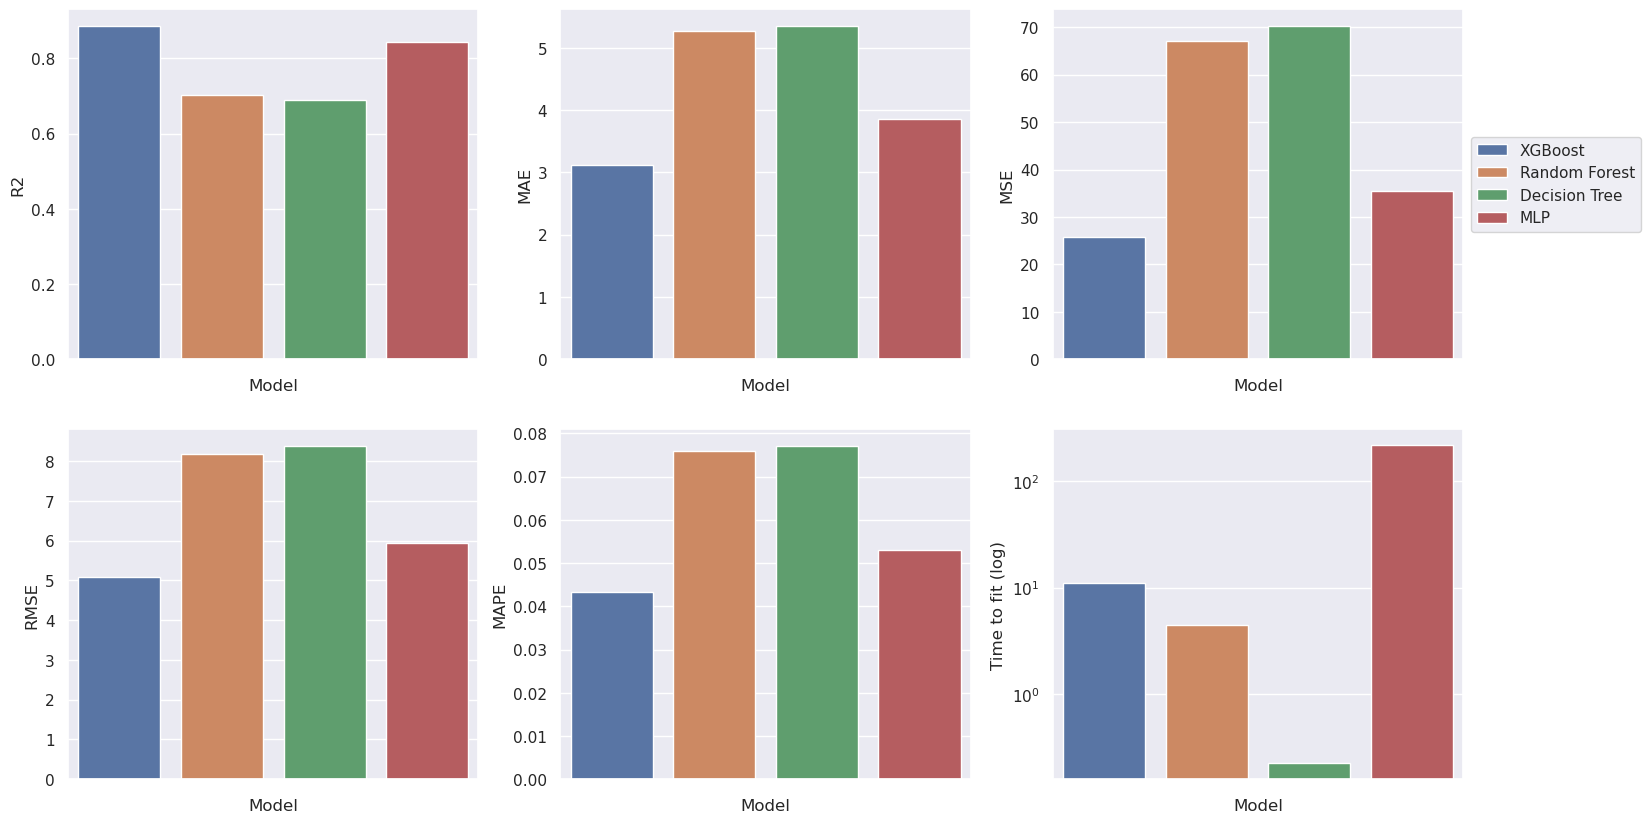 R2
0.8
0.6
0.4
0.2
0.0
Model
MAE
5
4
3
2
1
0
Model
MSE
70
60
50
40
30
20
10
0
Model
XGBoost
Random Forest
Decision Tree
MLP
RMSE
8
7
6
5
4
3
2
1
0
Model
MAPE
0.08
0.07
0.06
0.05
0.04
0.03
0.02
0.01
0.00
Model
Time to fit (log)
10²
10¹
10⁰
Model